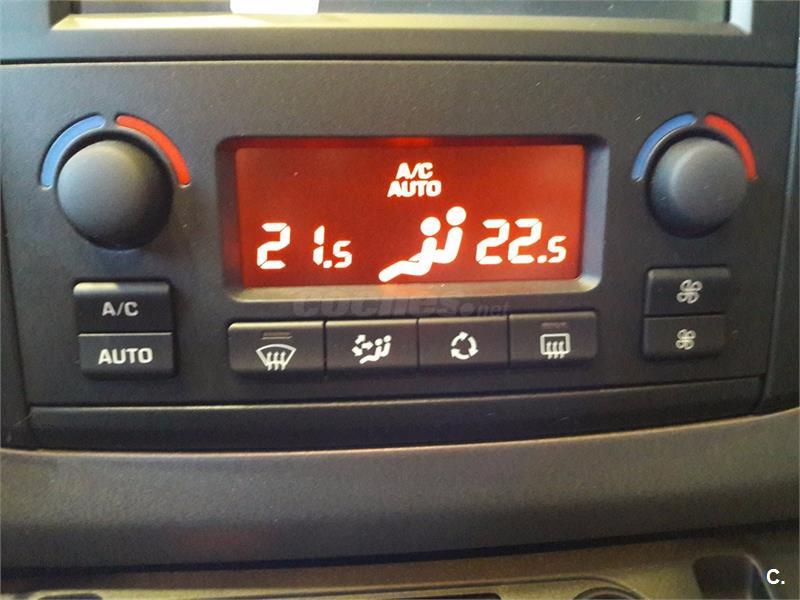 A/C
AUTO
21.5 22.5
coches.net
A/C
AUTO
C.